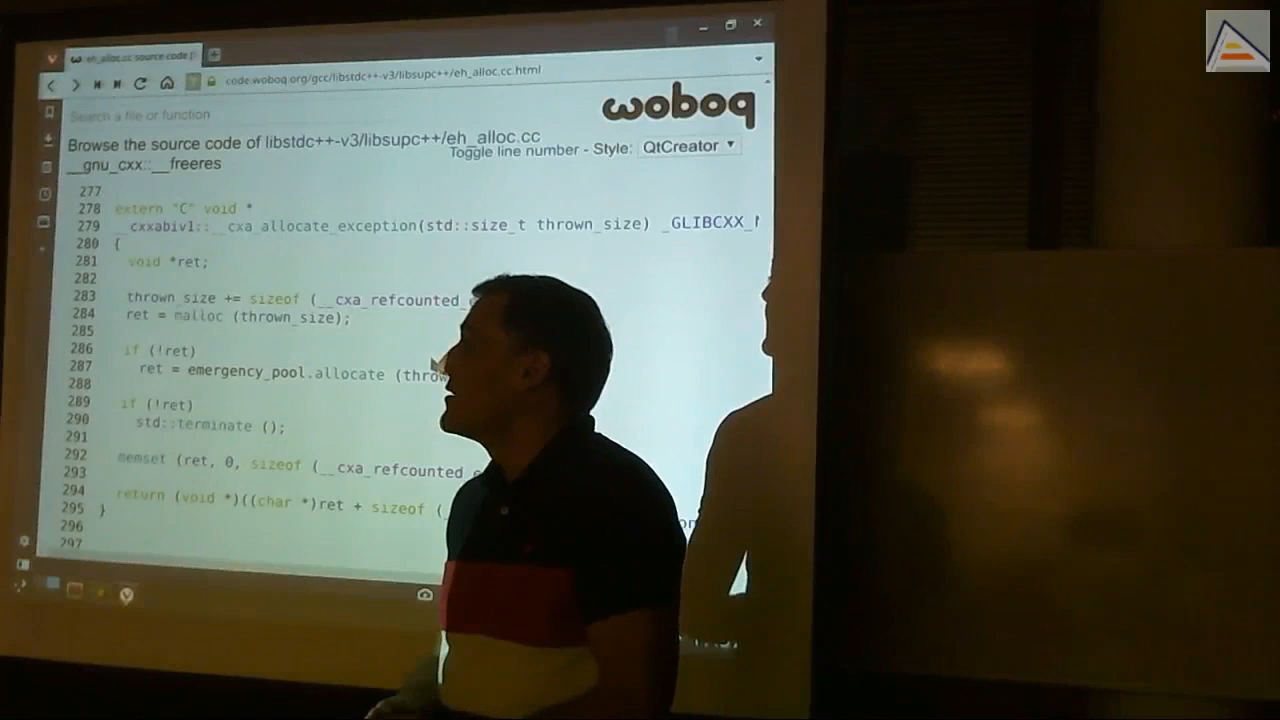 eh_alloc.cc source code [
code.woboq.org/gcc/libstdc++-v3/libsupc++/eh_alloc.cc.html
Search a file or function
woboq
Browse the source code of libstdc++-v3/libsupc++/eh_alloc.cc
Toggle line number - Style: QtCreator
__gnu_cxx::__freeres
277
278 extern "C" void *
279 __cxxabiv1::__cxa_allocate_exception(std::size_t thrown_size) _GLIBCXX_
280 {
281 void *ret;
282
283 thrown_size += sizeof (__cxa_refcounted_
284 ret = malloc (thrown_size);
285
286 if (!ret)
287 ret = emergency_pool.allocate (throw
288
289 if (!ret)
290 std::terminate ();
291
292 memset (ret, 0, sizeof (__cxa_refcounted_
293
294 return (void *)((char *)ret + sizeof (_
295 }
296
297